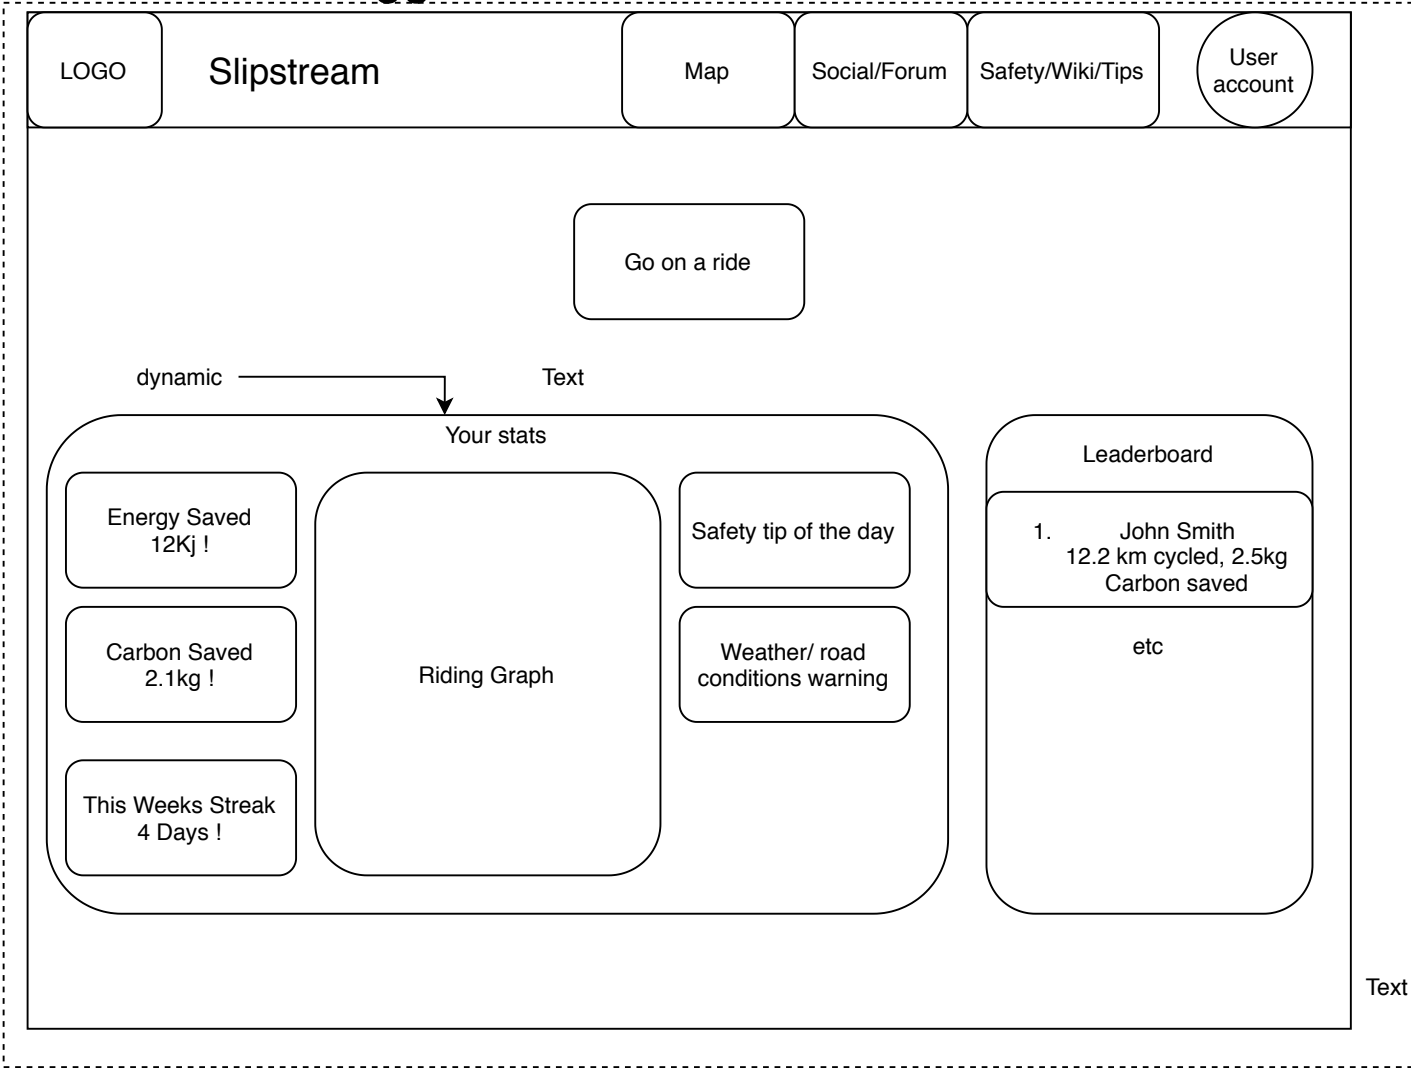 LOGO
Slipstream
Map
Social/Forum
Safety/Wiki/Tips
User
account
Go on a ride
dynamic
Text
Your stats
Energy Saved
12Kj !
Carbon Saved
2.1kg !
This Weeks Streak
4 Days !
Riding Graph
Safety tip of the day
Weather/ road
conditions warning
Leaderboard
1. John Smith
12.2 km cycled, 2.5kg
Carbon saved
etc
Text